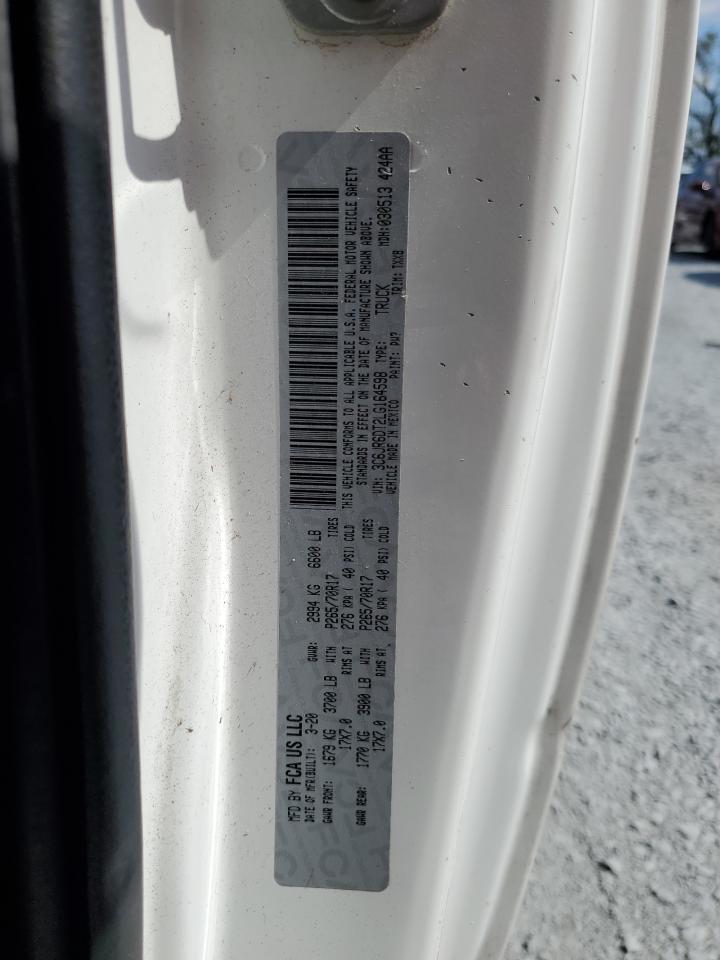 MFD BY FCA US LLC
DATE OF MFR(BUILT): 3-20 GVWR: 2994 KG 6600 LB
GAWR FRONT: 1679 KG 3700 LB WITH P265/70R17 TIRES
17X7.0 RIMS AT 276 KPA ( 40 PSI) COLD
GAWR REAR: 1770 KG 3900 LB WITH P265/70R17 TIRES
17X7.0 RIMS AT 276 KPA ( 40 PSI) COLD
THIS VEHICLE CONFORMS TO ALL APPLICABLE U.S.A. FEDERAL MOTOR VEHICLE SAFETY
STANDARDS IN EFFECT ON THE DATE OF MANUFACTURE SHOWN ABOVE.
VIN: 3C6JR6DT2LG164598 TYPE: TRUCK MDH:030513 424AA
VEHICLE MADE IN MEXICO PAINT: PW7 TRIM: TXX8